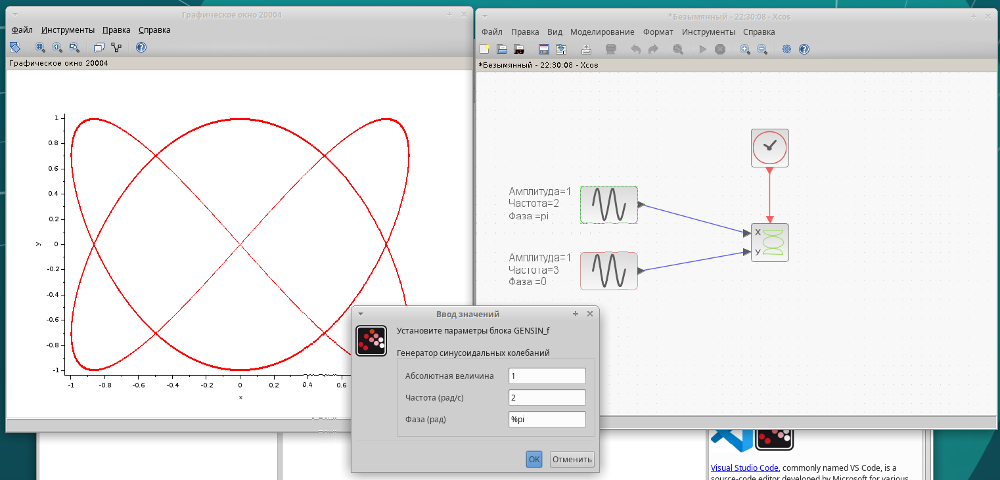 Графическое окно 20004
Файл Инструменты Правка Справка
Графическое окно 20004
1
0.8
0.6
0.4
0.2
0
-0.2
-0.4
-0.6
-0.8
-1
y
-1 -0.8 -0.6 -0.4 -0.2 0 0.2 0.4 0.6
x
*Безымянный - 22:30:08 - Xcos
Файл Правка Вид Моделирование Формат Инструменты Справка
*Безымянный - 22:30:08 - Xcos
Амплитуда=1
Частота=2
Фаза =pi
Амплитуда=1
Частота=3
Фаза =0
X
y
Ввод значений
Установите параметры блока GENSIN_f
Генератор синусоидальных колебаний
Абсолютная величина 1
Частота (рад/с) 2
Фаза (рад) %pi
OK Отменить
Visual Studio Code, commonly named VS Code, is a
source-code editor developed by Microsoft for various